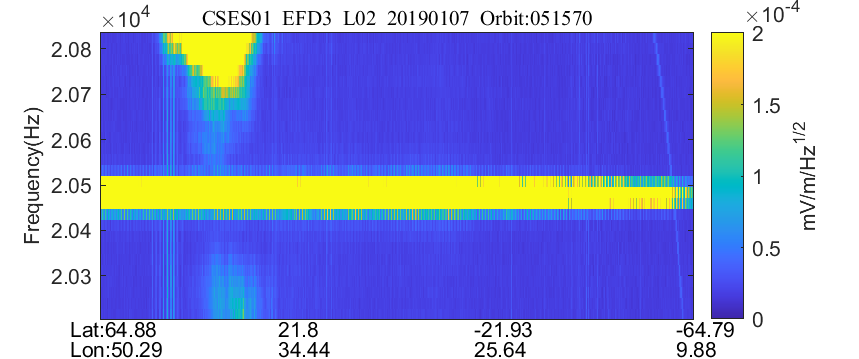 ×10⁴ CSES01 EFD3 L02 20190107 Orbit:051570 ×10⁻⁴
Frequency(Hz)
2.08
2.07
2.06
2.05
2.04
2.03
2
1.5
1
0.5
0
mV/m/Hz^1/2
Lat:64.88 21.8 -21.93 -64.79
Lon:50.29 34.44 25.64 9.88